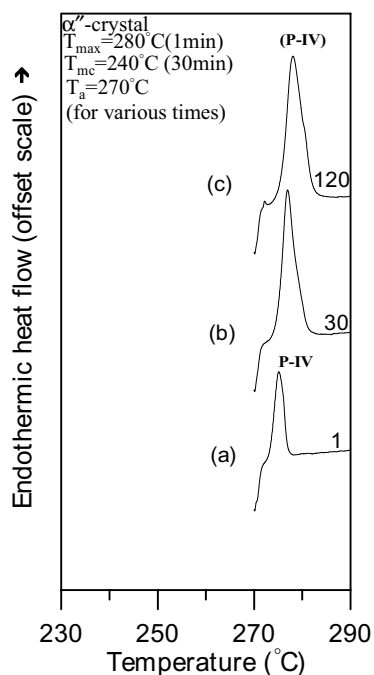 α″-crystal
Tmax=280°C(1min)
Tmc=240°C (30min)
Ta=270°C
(for various times)
(P-IV)
(c)
120
(b)
30
P-IV
(a)
1
Endothermic heat flow (offset scale) ➔
230 250 270 290
Temperature (°C)